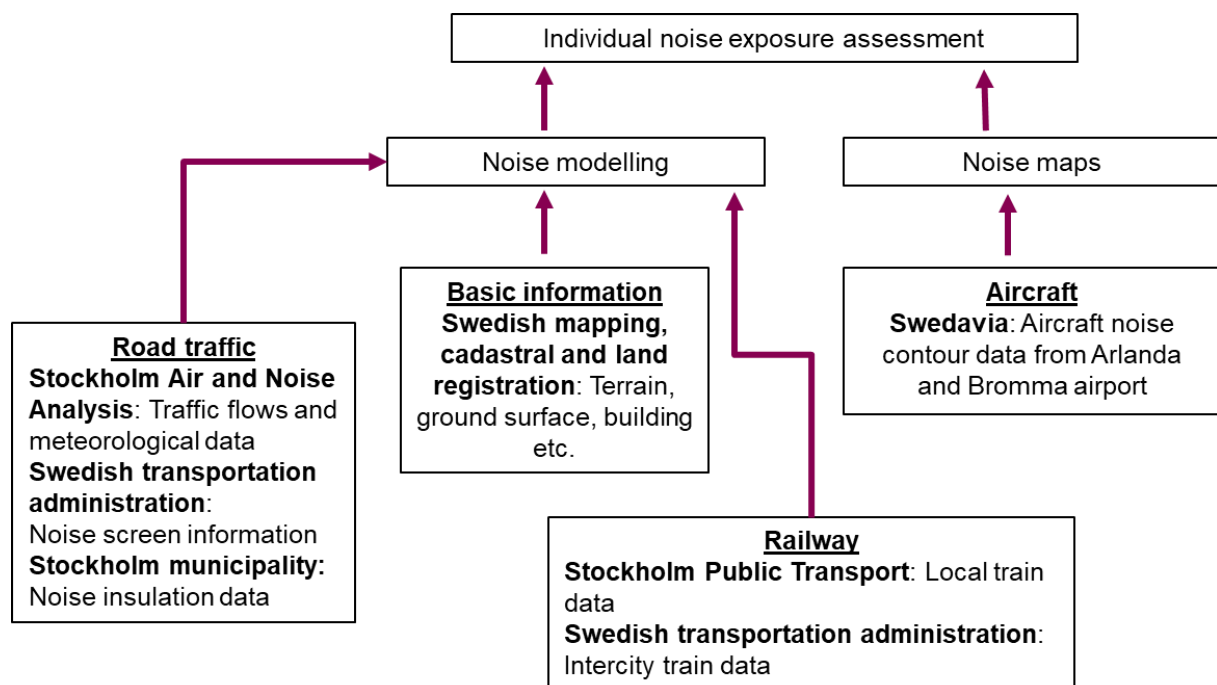 Individual noise exposure assessment
Noise modelling
Noise maps
Basic information
Swedish mapping,
cadastral and land
registration: Terrain,
ground surface, building
etc.
Aircraft
Swedavia: Aircraft noise
contour data from Arlanda
and Bromma airport
Road traffic
Stockholm Air and Noise
Analysis: Traffic flows and
meteorological data
Swedish transportation
administration:
Noise screen information
Stockholm municipality:
Noise insulation data
Railway
Stockholm Public Transport: Local train
data
Swedish transportation administration:
Intercity train data